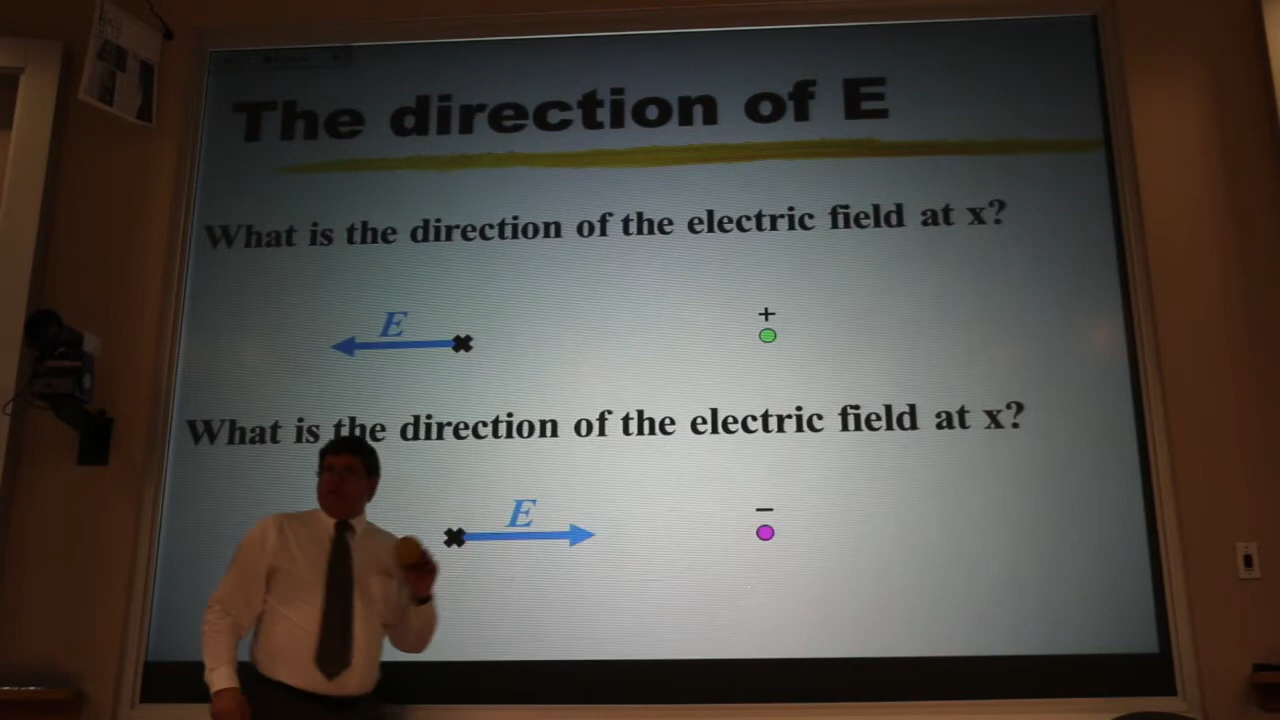 The direction of E
What is the direction of the electric field at x?
E
+
What is the direction of the electric field at x?
E
−